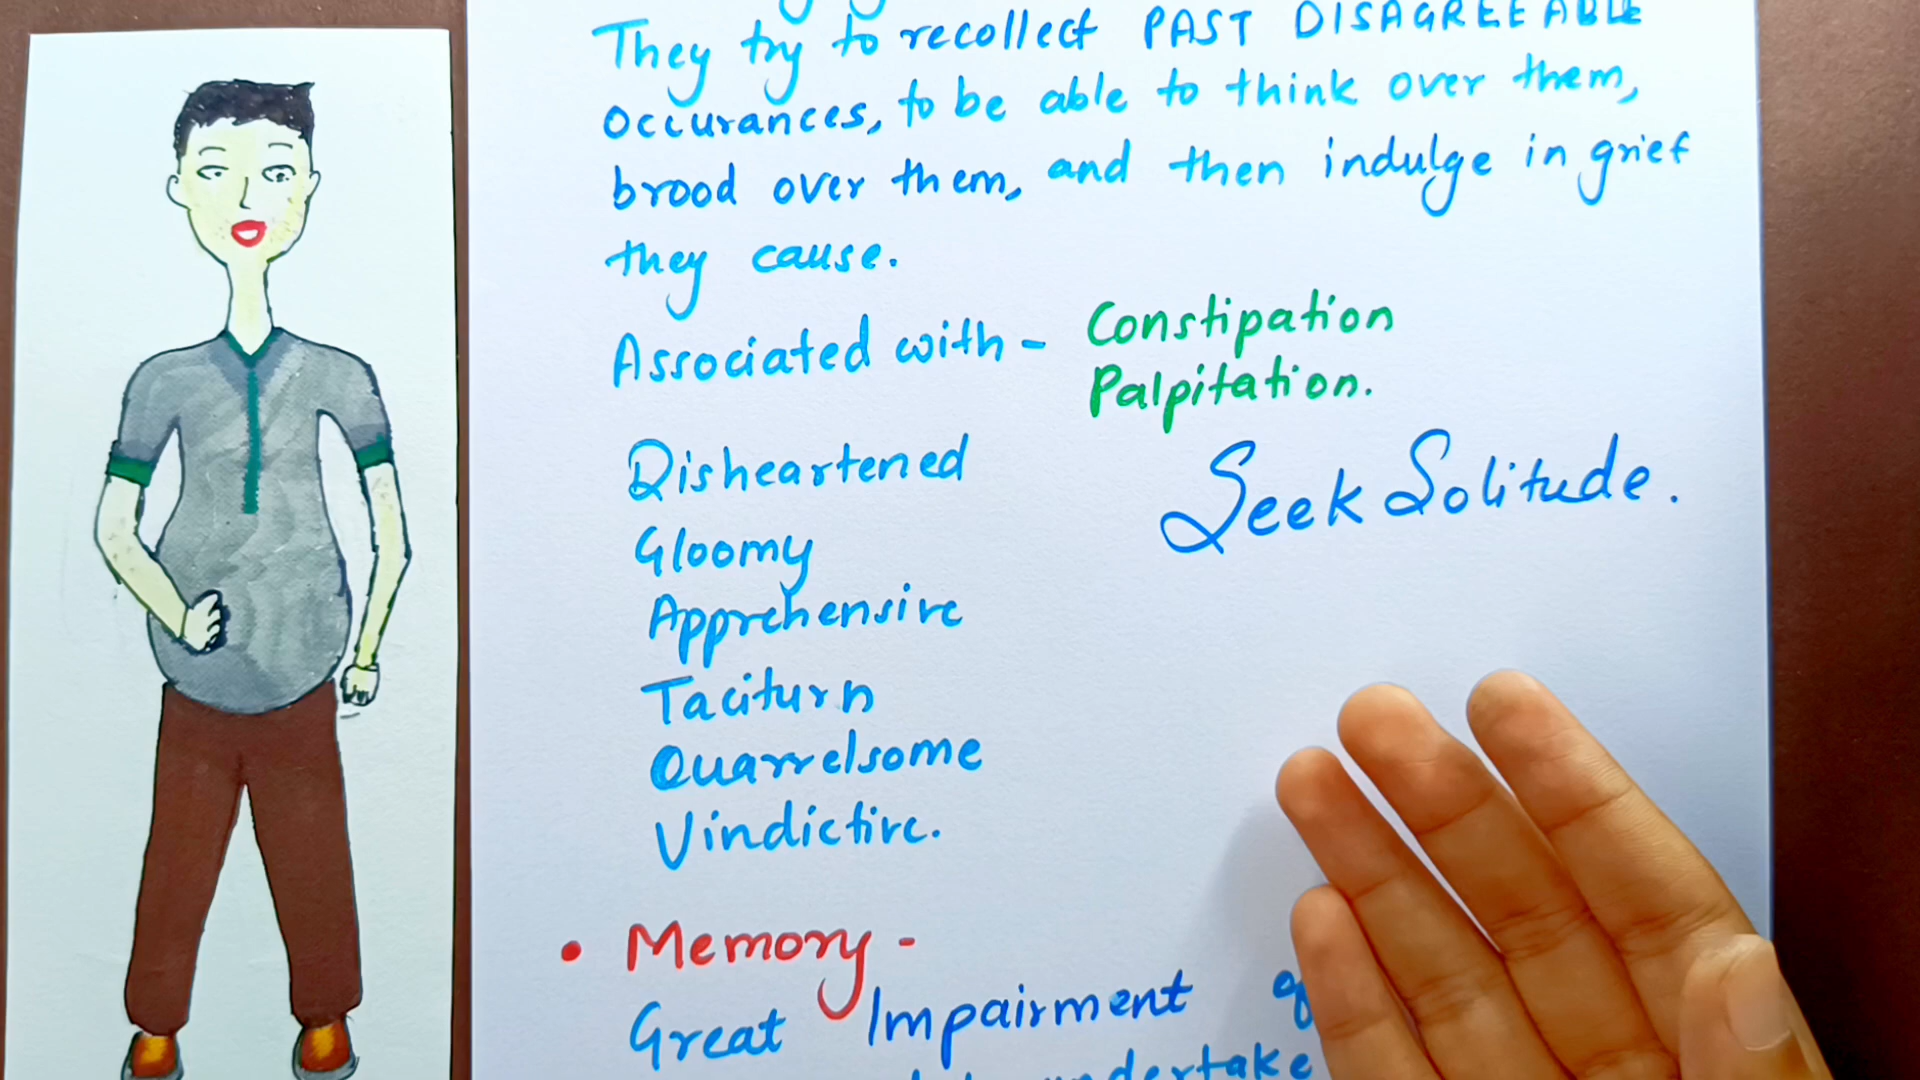 They try to recollect PAST DISAGREEABLE
occurances, to be able to think over them,
brood over them, and then indulge in grief
they cause.
Associated with - Constipation
Palpitation.
Disheartened
Seek Solitude.
Gloomy
Apprehensive
Taciturn
Quarrelsome
Vindictive.
• Memory -
Great Impairment of
undertake